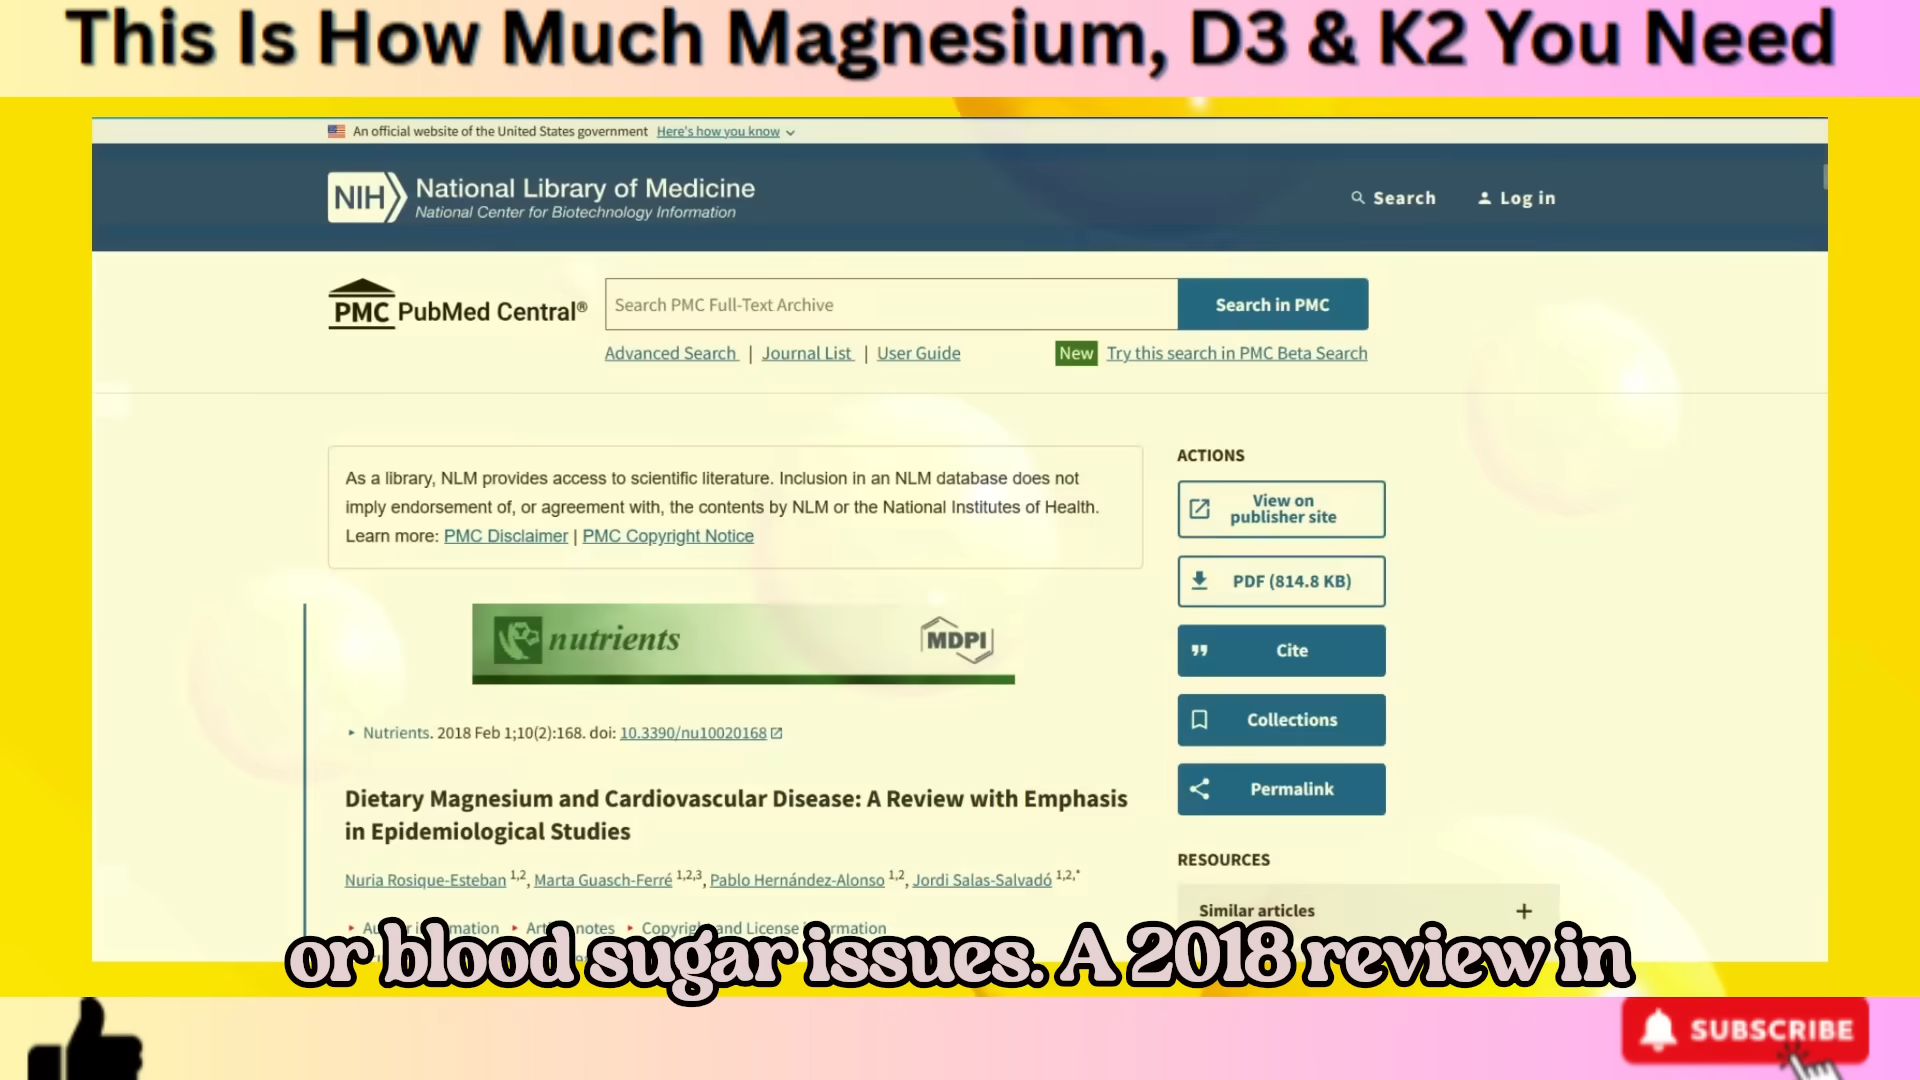 This Is How Much Magnesium, D3 & K2 You Need
An official website of the United States government Here's how you know
NIH National Library of Medicine
National Center for Biotechnology Information
Search Log in
PMC PubMed Central®
Search PMC Full-Text Archive
Search in PMC
Advanced Search | Journal List | User Guide
New Try this search in PMC Beta Search
As a library, NLM provides access to scientific literature. Inclusion in an NLM database does not
imply endorsement of, or agreement with, the contents by NLM or the National Institutes of Health.
Learn more: PMC Disclaimer | PMC Copyright Notice
nutrients MDPI
Nutrients. 2018 Feb 1;10(2):168. doi: 10.3390/nu10020168
Dietary Magnesium and Cardiovascular Disease: A Review with Emphasis
in Epidemiological Studies
Nuria Rosique-Esteban 1,2, Marta Guasch-Ferré 1,2,3, Pablo Hernández-Alonso 1,2, Jordi Salas-Salvadó 1,2,*
notes Copyright and License
ACTIONS
View on
publisher site
PDF (814.8 KB)
Cite
Collections
Permalink
RESOURCES
Similar articles
or blood sugar issues. A 2018 review in
SUBSCRIBE